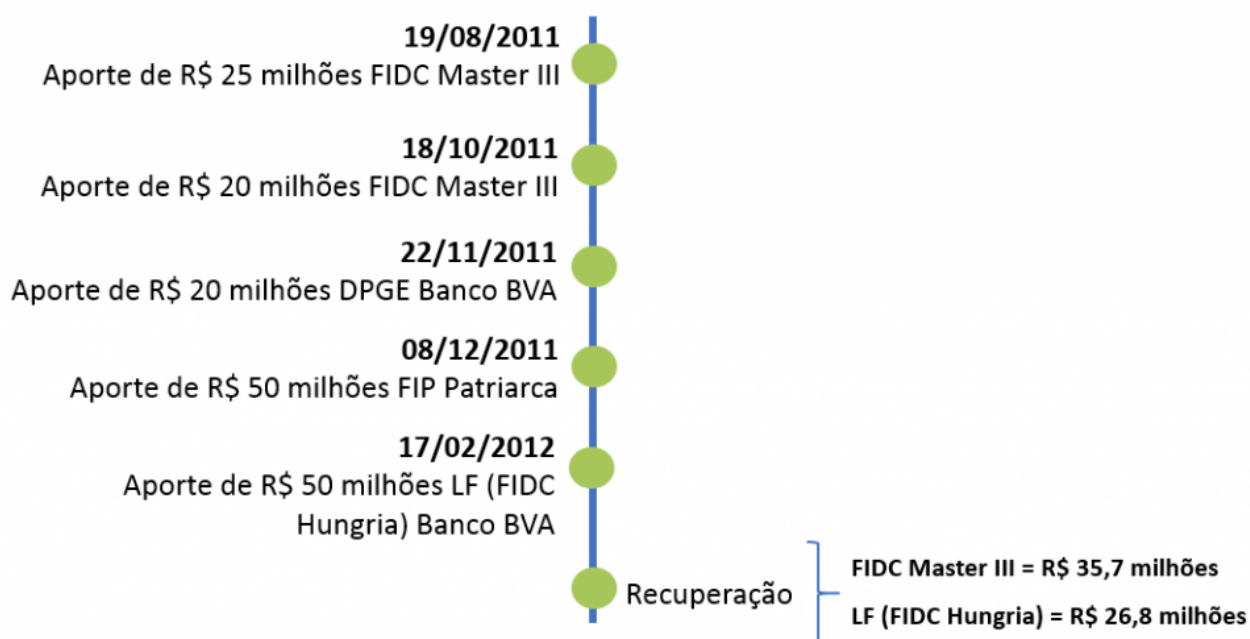 19/08/2011
Aporte de R$ 25 milhões FIDC Master III
18/10/2011
Aporte de R$ 20 milhões FIDC Master III
22/11/2011
Aporte de R$ 20 milhões DPGE Banco BVA
08/12/2011
Aporte de R$ 50 milhões FIP Patriarca
17/02/2012
Aporte de R$ 50 milhões LF (FIDC
Hungria) Banco BVA
Recuperação
FIDC Master III = R$ 35,7 milhões
LF (FIDC Hungria) = R$ 26,8 milhões